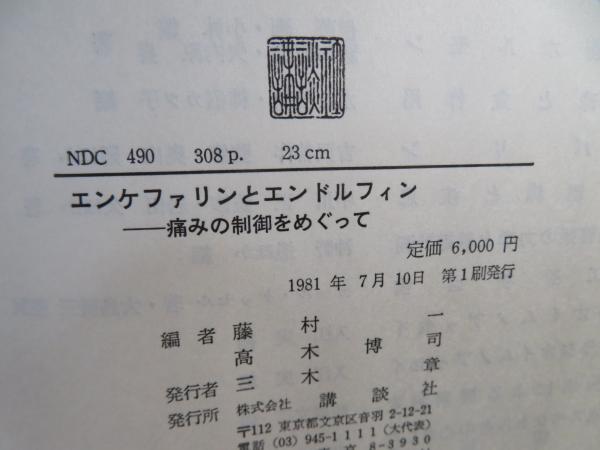 NDC 490 308 p. 23 cm
エンケファリンとエンドルフィン
——痛みの制御をめぐって
定価 6,000 円
1981 年 7 月 10 日 第 1 刷発行
編者 藤村 一
高木 博司
発行者 三木 章
発行所 株式会社 講談社
〒112 東京都文京区音羽 2-12-21
電話 (03) 945-1111 (大代表)
東京 8-3930